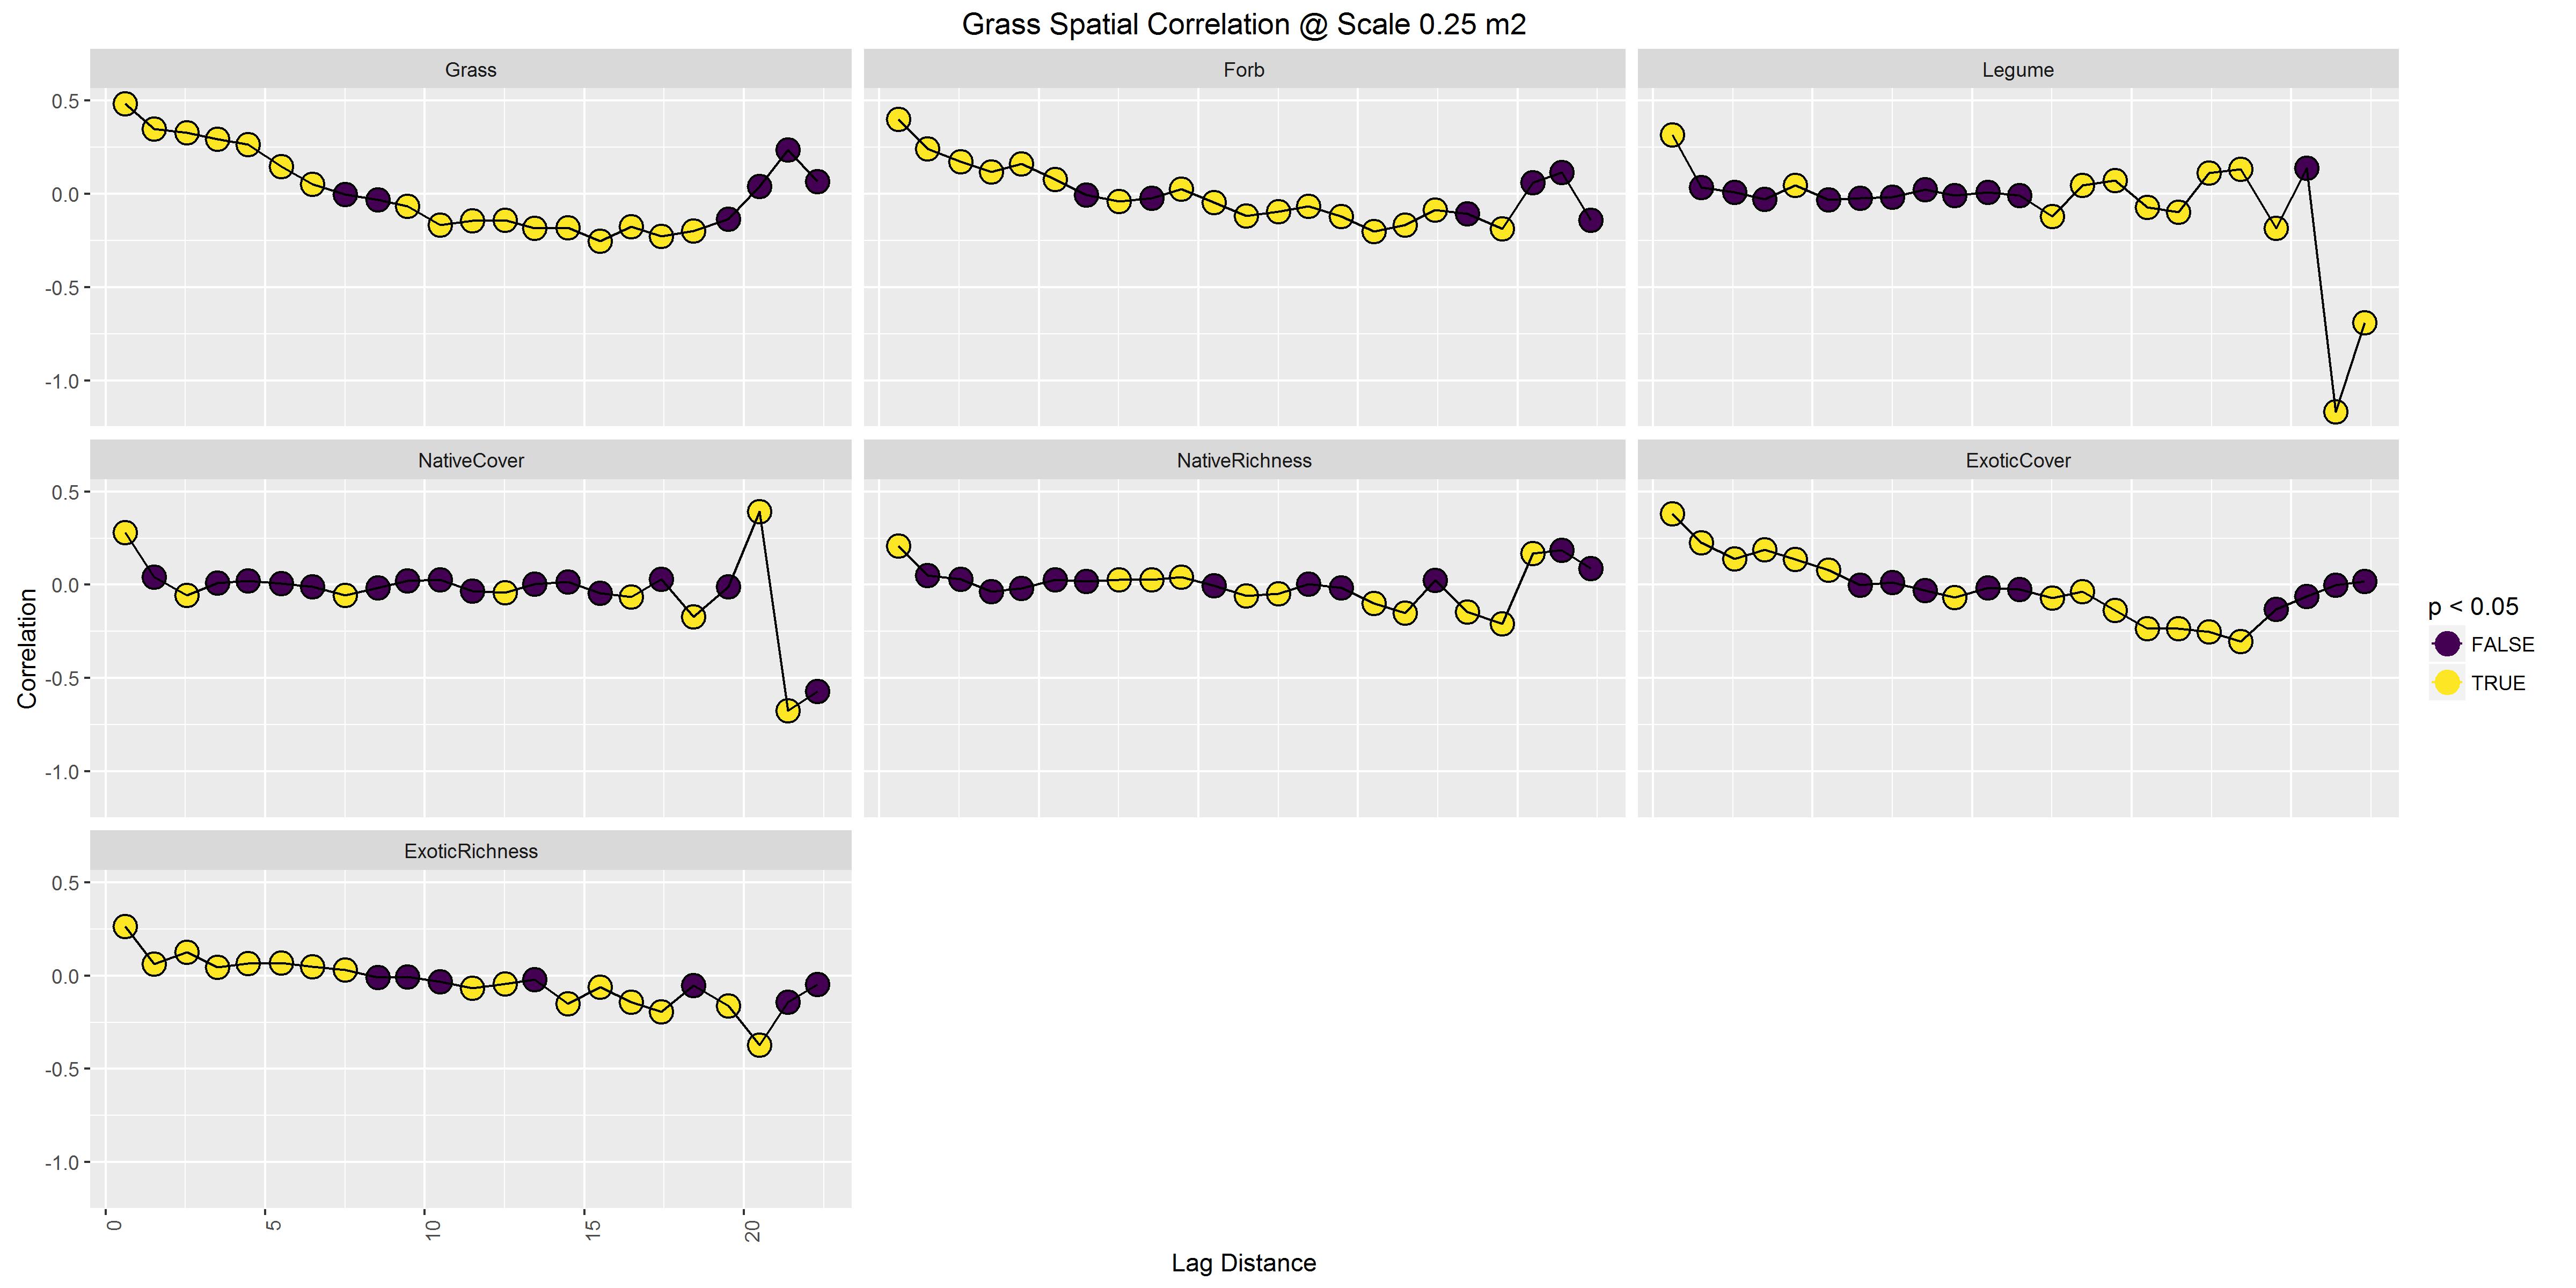 Grass Spatial Correlation @ Scale 0.25 m2
Grass
Forb
Legume
0.5
0.0
-0.5
-1.0
NativeCover
NativeRichness
ExoticCover
0.5
0.0
-0.5
-1.0
ExoticRichness
0.5
0.0
-0.5
-1.0
0
5
10
15
20
Correlation
Lag Distance
p < 0.05
FALSE
TRUE